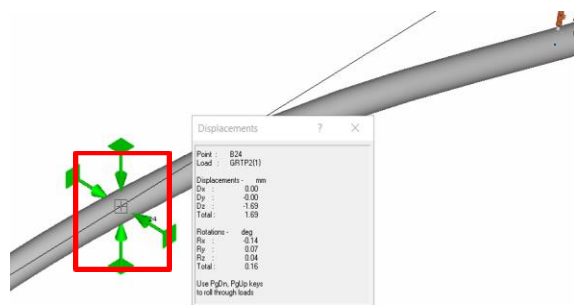 Displacements ? ×
Point : B24
Load : GRTP2(1)
Displacements - mm
Dx : 0.00
Dy : -0.00
Dz : -1.69
Total : 1.69
Rotations - deg
Rx : -0.14
Ry : 0.07
Rz : 0.04
Total : 0.16
Use PgDn, PgUp keys
to roll through loads